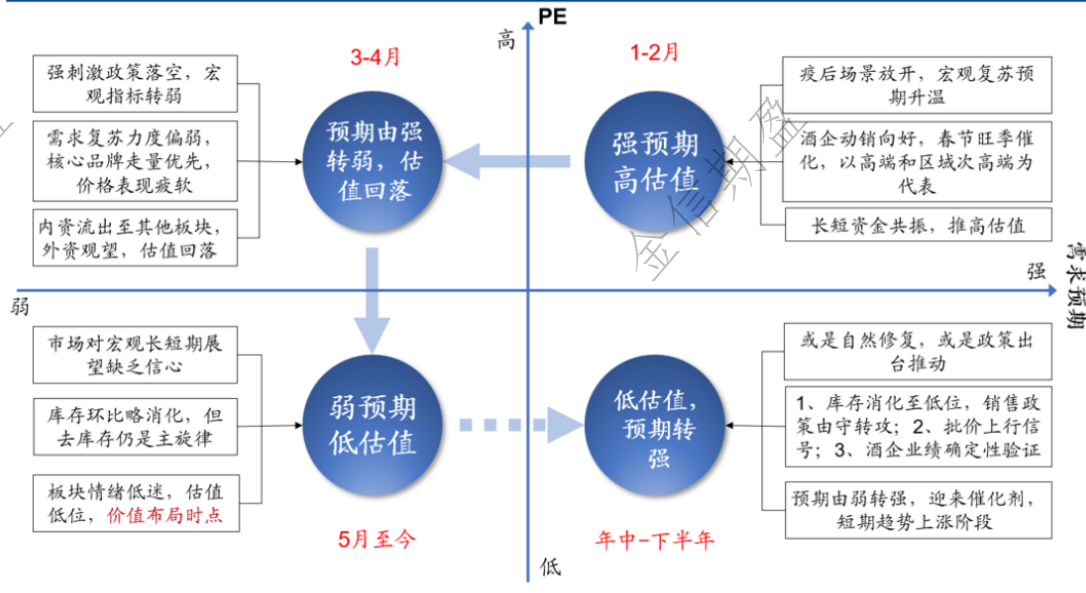 PE
高
3-4月
1-2月
强刺激政策落空，宏
观指标转弱
需求复苏力度偏弱，
核心品牌走量优先，
价格表现疲软
内资流出至其他板块，
外资观望，估值回落
预期由强
转弱，估
值回落
强预期
高估值
疫后场景放开，宏观复苏预
期升温
酒企动销向好，春节旺季催
化，以高端和区域次高端为
代表
长短资金共振，推高估值
金信期盈
弱
强
需求预期
市场对宏观长短期展
望缺乏信心
库存环比略消化，但
去库存仍是主旋律
板块情绪低迷，估值
低位，价值布局时点
弱预期
低估值
低估值，
预期转
强
或是自然修复，或是政策出
台推动
1、库存消化至低位，销售政
策由守转攻；2、批价上行信
号；3、酒企业绩确定性验证
预期由弱转强，迎来催化剂，
短期趋势上涨阶段
5月至今
年中-下半年
低